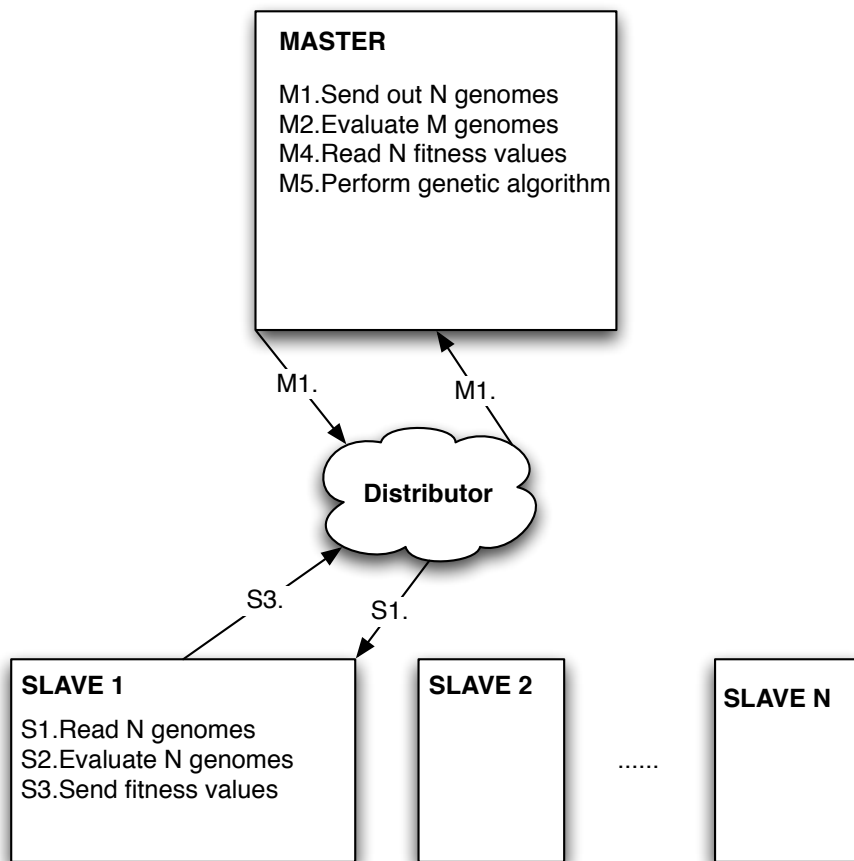 MASTER
M1.Send out N genomes
M2.Evaluate M genomes
M4.Read N fitness values
M5.Perform genetic algorithm
M1.
M1.
Distributor
S3.
S1.
SLAVE 1
S1.Read N genomes
S2.Evaluate N genomes
S3.Send fitness values
SLAVE 2
......
SLAVE N